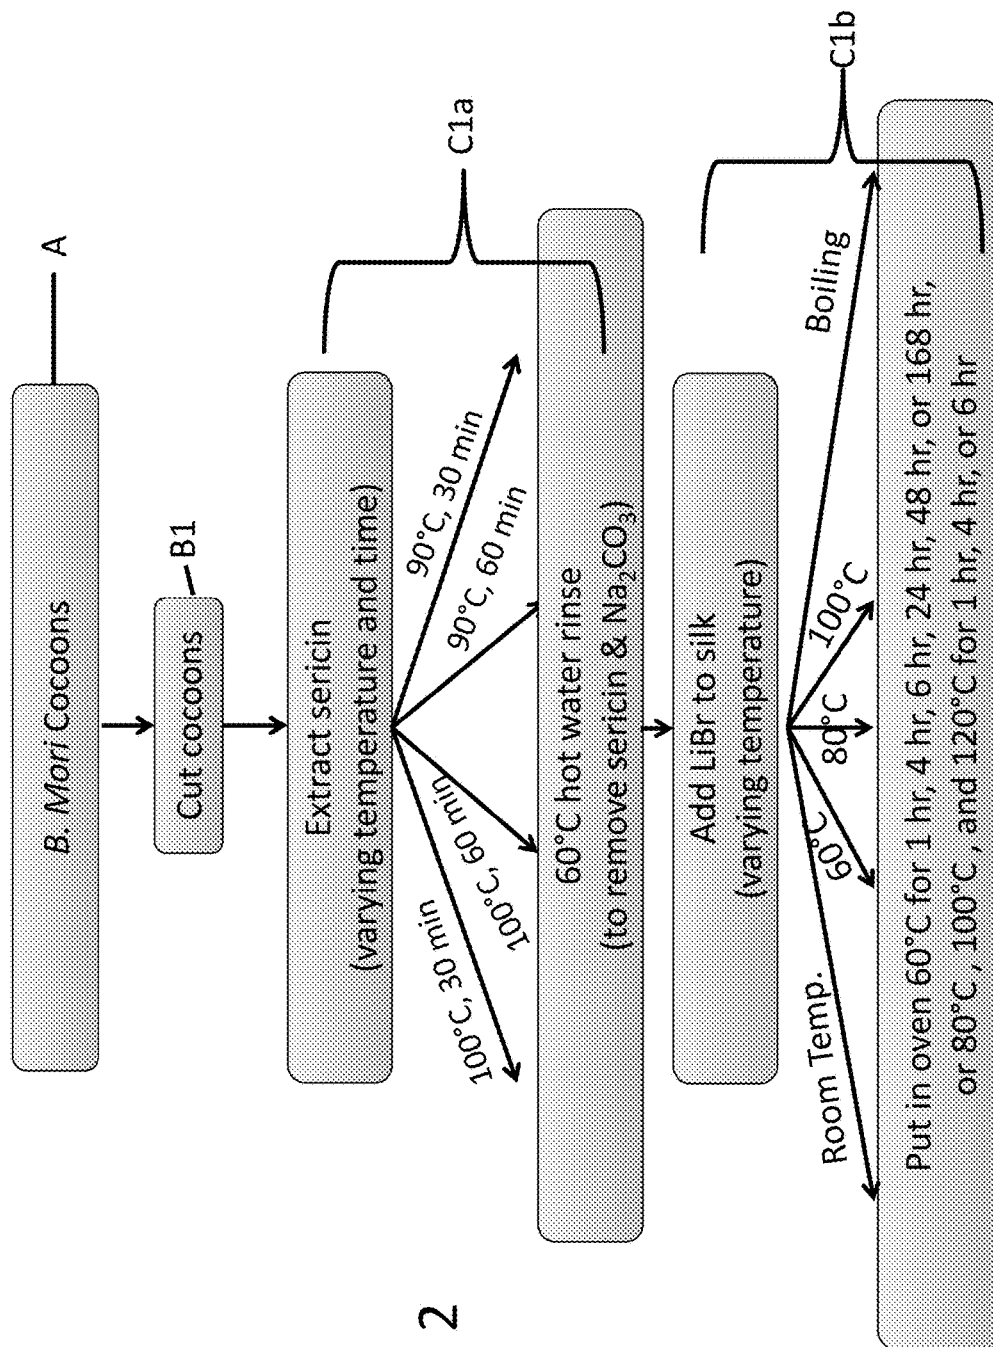 B. Mori Cocoons
A
Cut cocoons
B1
Extract sericin
(varying temperature and time)
C1a
100°C, 30 min
100°C, 60 min
90°C, 60 min
90°C, 30 min
60°C hot water rinse
(to remove sericin & Na₂CO₃)
2
Add LiBr to silk
(varying temperature)
C1b
Room Temp.
60°C
80°C
100°C
Boiling
Put in oven 60°C for 1 hr, 4 hr, 6 hr, 24 hr, 48 hr, or 168 hr,
or 80°C , 100°C , and 120°C for 1 hr, 4 hr, or 6 hr